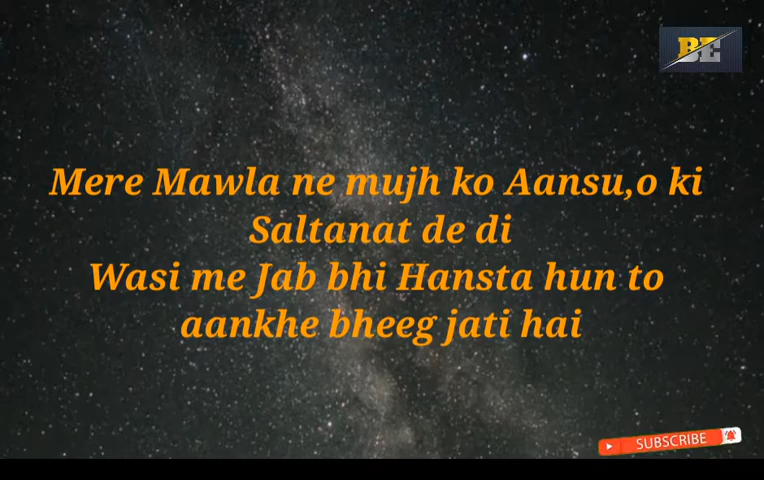 BE
Mere Mawla ne mujh ko Aansu,o ki
Saltanat de di
Wasi me Jab bhi Hansta hun to
aankhe bheeg jati hai
SUBSCRIBE